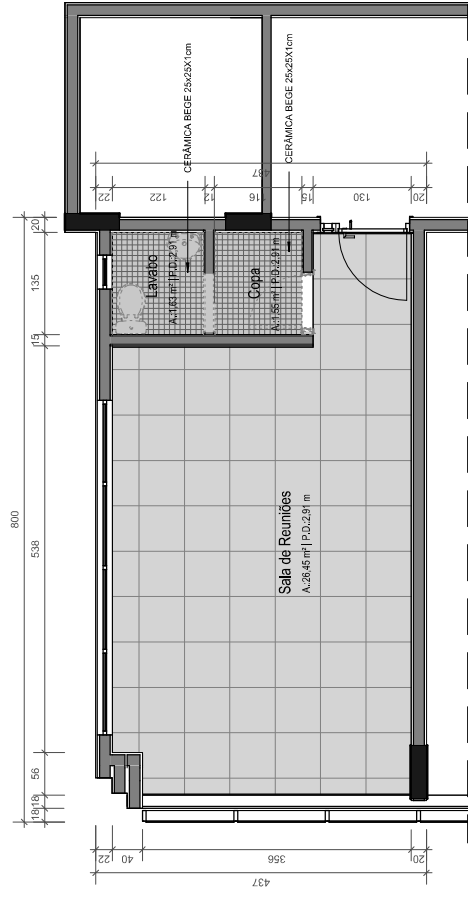 CERÂMICA BEGE 25x25X1cm
CERÂMICA BEGE 25x25X1cm
437
22
122
12
116
15
130
20
20
135
15
538
56
18
18
800
Lavabo
A.:1,63 m² | P.D.:2,91 m
Copa
A.:1,55 m² | P.D.:2,91 m
Sala de Reuniões
A.:26,45 m² | P.D.:2,91 m
22
40
356
20
437